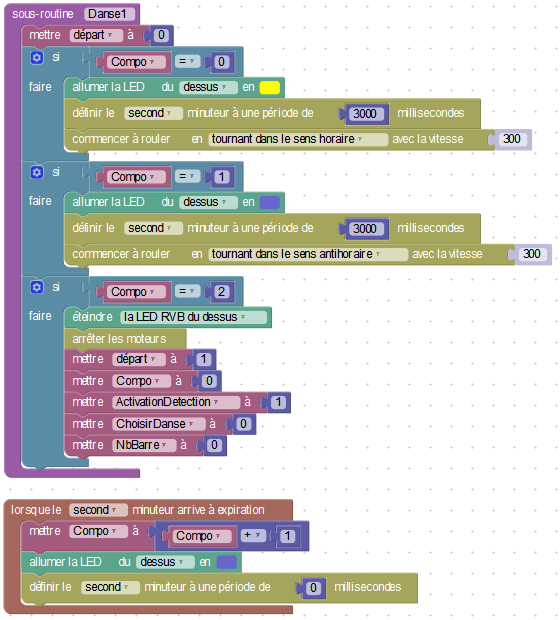 sous-routine Danse1
mettre départ à 0
si Compo = 0
faire allumer la LED du dessus en
définir le second minuteur à une période de 3000 millisecondes
commencer à rouler en tournant dans le sens horaire avec la vitesse 300
si Compo = 1
faire allumer la LED du dessus en
définir le second minuteur à une période de 3000 millisecondes
commencer à rouler en tournant dans le sens antihoraire avec la vitesse 300
si Compo = 2
faire éteindre la LED RVB du dessus
arrêter les moteurs
mettre départ à 1
mettre Compo à 0
mettre ActivationDetection à 1
mettre ChoisirDanse à 0
mettre NbBarre à 0
lorsque le second minuteur arrive à expiration
mettre Compo à Compo + 1
allumer la LED du dessus en
définir le second minuteur à une période de 0 millisecondes